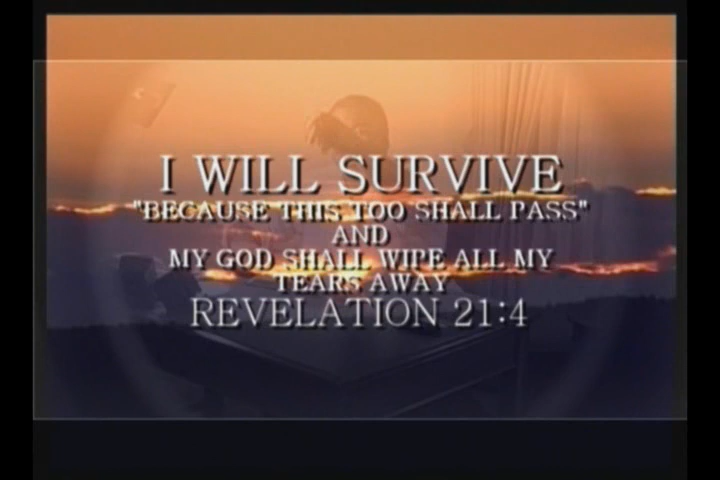 I WILL SURVIVE
"BECAUSE THIS TOO SHALL PASS"
AND
MY GOD SHALL WIPE ALL MY
TEARS AWAY
REVELATION 21:4